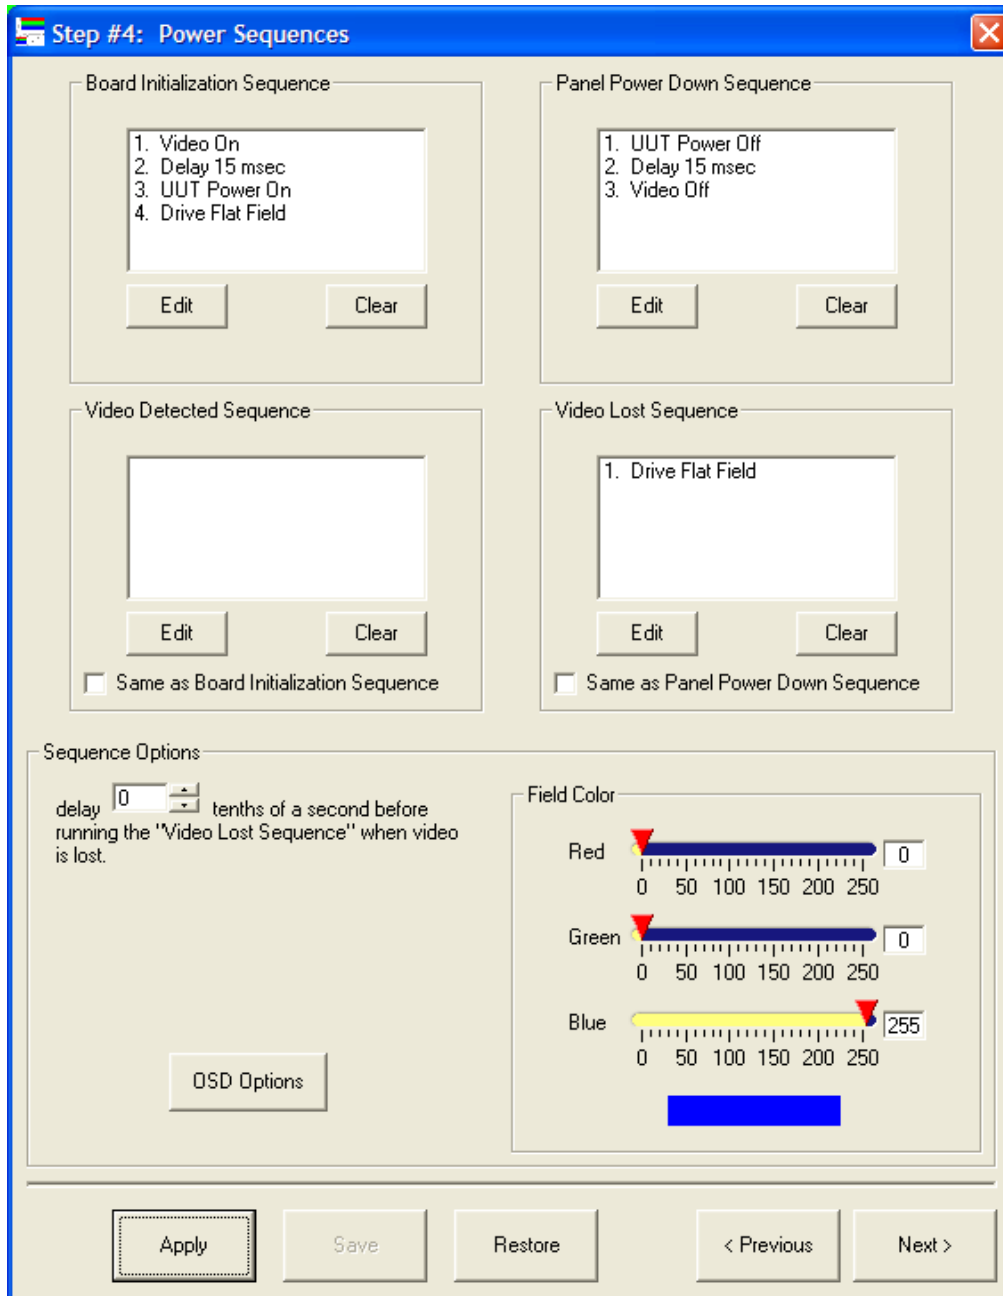 Step #4:  Power Sequences
Board Initialization Sequence
1.  Video On
2.  Delay 15 msec
3.  UUT Power On
4.  Drive Flat Field
Edit
Clear
Panel Power Down Sequence
1.  UUT Power Off
2.  Delay 15 msec
3.  Video Off
Edit
Clear
Video Detected Sequence
Edit
Clear
Same as Board Initialization Sequence
Video Lost Sequence
1.  Drive Flat Field
Edit
Clear
Same as Panel Power Down Sequence
Sequence Options
delay 0 tenths of a second before
running the "Video Lost Sequence" when video
is lost.
OSD Options
Field Color
Red 0
0 50 100 150 200 250
Green 0
0 50 100 150 200 250
Blue 255
0 50 100 150 200 250
Apply
Save
Restore
< Previous
Next >